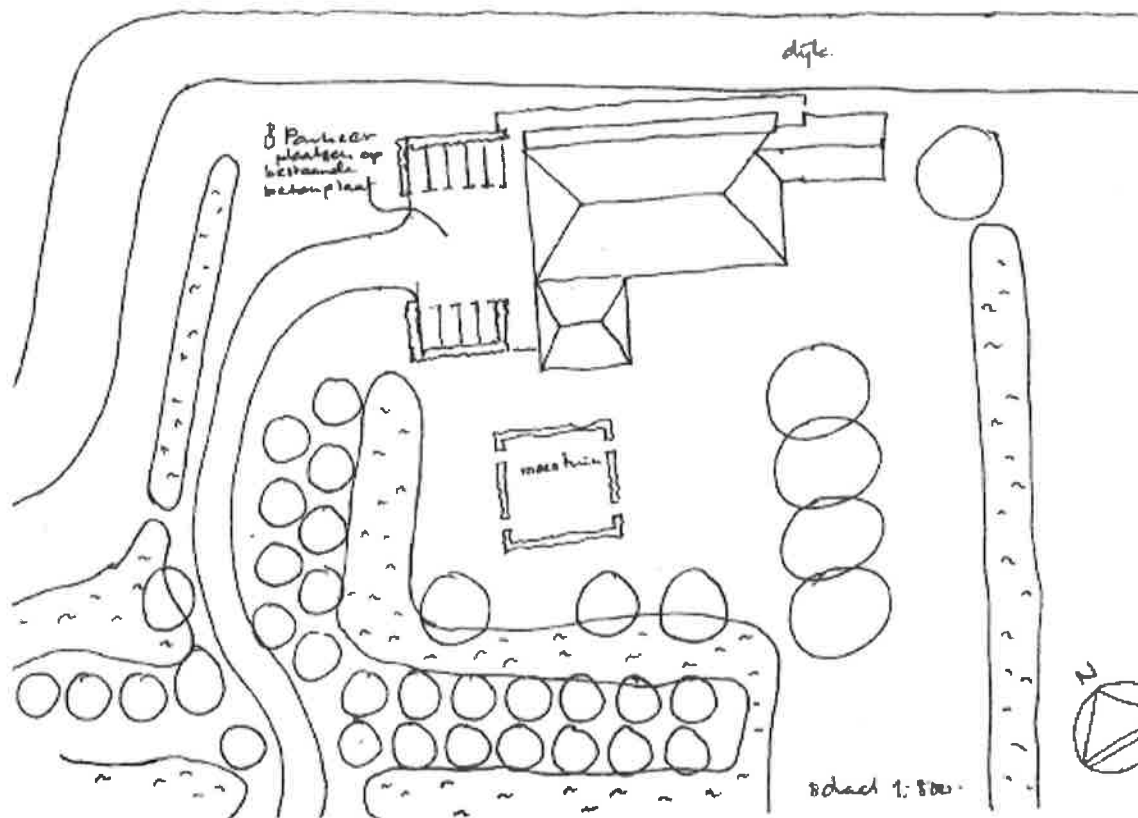 dijk.
8 Parkeer
plaatsen op
bestaande
betonplaat
moestuin
N
schaal 1:800.